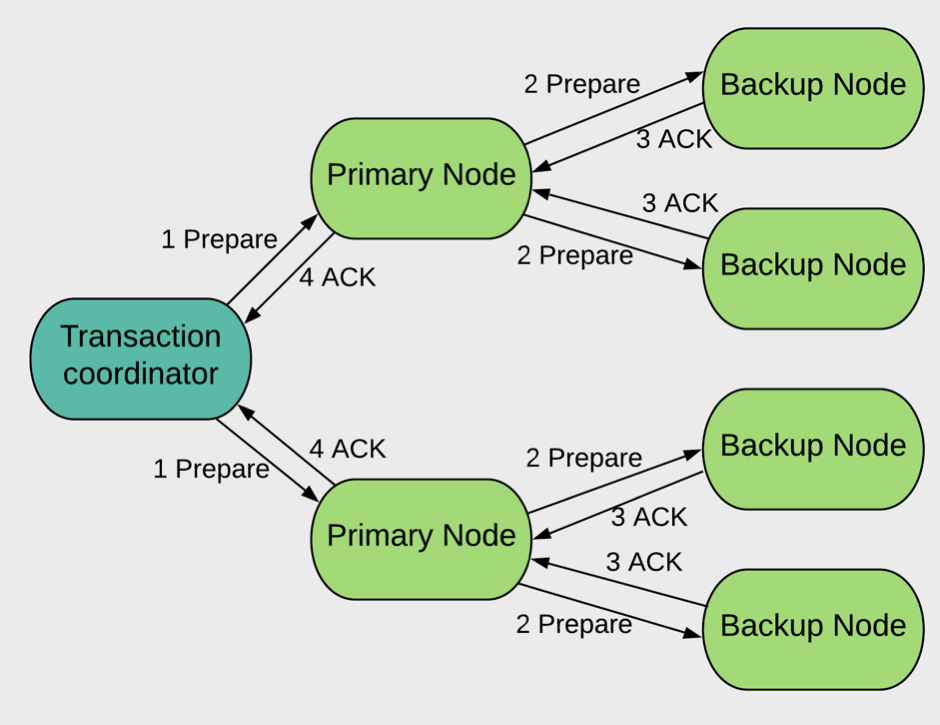 2 Prepare
Backup Node
3 ACK
Primary Node
3 ACK
2 Prepare
Backup Node
1 Prepare
4 ACK
Transaction
coordinator
4 ACK
1 Prepare
2 Prepare
Backup Node
3 ACK
Primary Node
3 ACK
2 Prepare
Backup Node